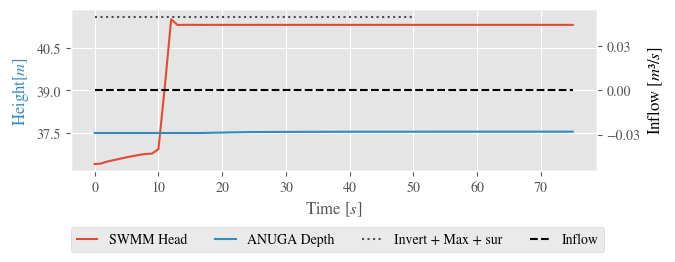 40.5
39.0
37.5
Height[m]
0.03
0.00
−0.03
Inflow [m³/s]
0 10 20 30 40 50 60 70
Time [s]
SWMM Head ANUGA Depth Invert + Max + sur Inflow